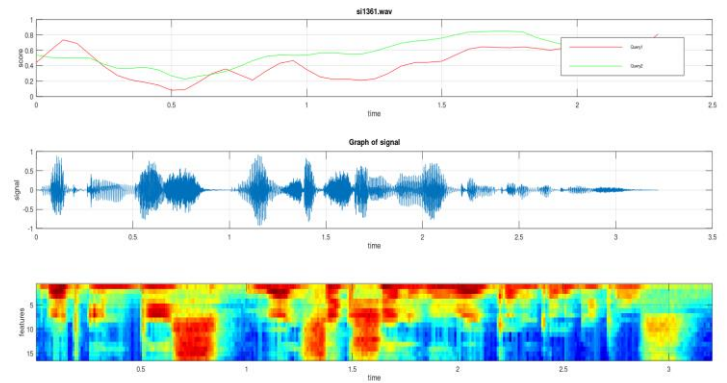 si1361.wav
1
0.8
0.6
0.4
0.2
0
score
0 0.5 1 1.5 2 2.5
time
Query1
Query2
Graph of signal
1
0.5
0
-0.5
-1
signal
0 0.5 1 1.5 2 2.5 3 3.5
time
5
10
15
features
0.5 1 1.5 2 2.5 3
time